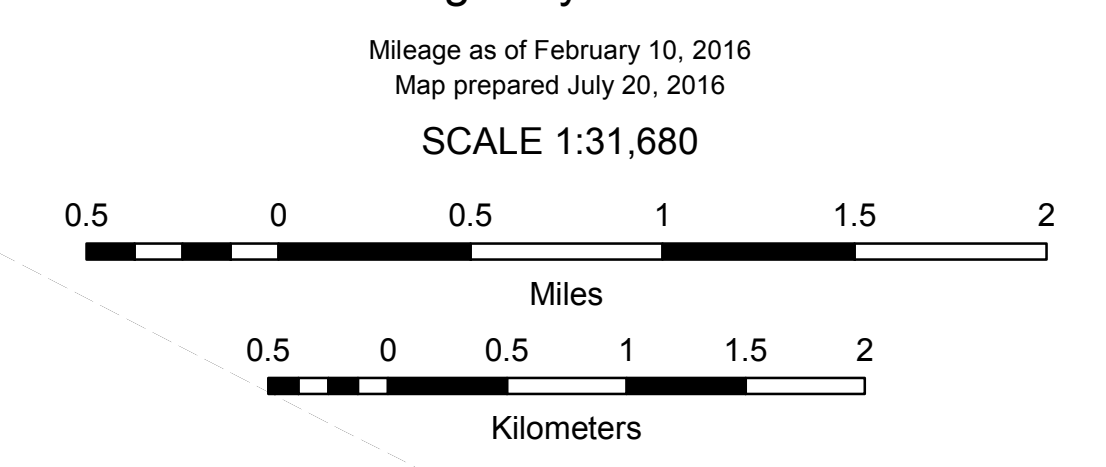 Mileage as of February 10, 2016
Map prepared July 20, 2016
SCALE 1:31,680
0.5 0 0.5 1 1.5 2
Miles
0.5 0 0.5 1 1.5 2
Kilometers